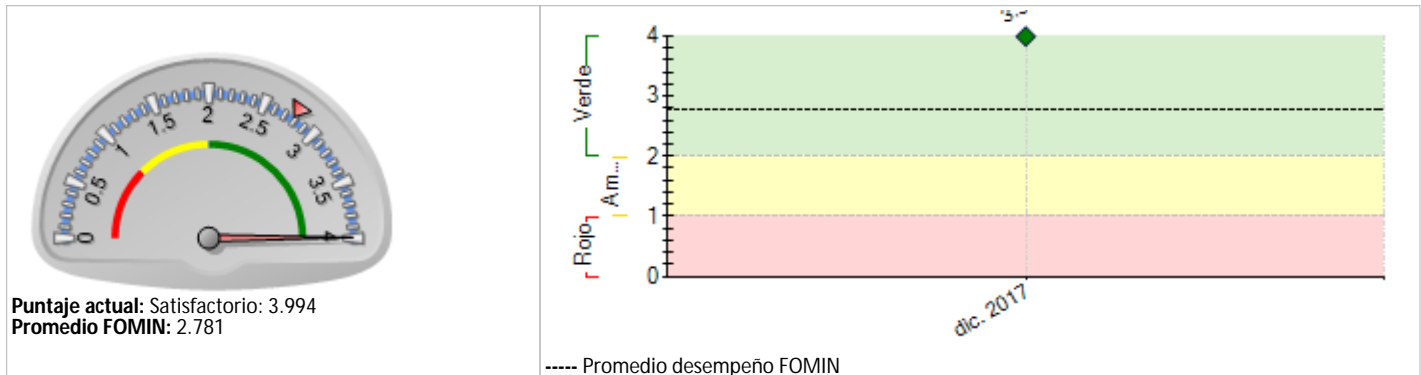 0
0.5
1
1.5
2
2.5
3
3.5
4
Puntaje actual: Satisfactorio: 3.994
Promedio FOMIN: 2.781
4
3
2
1
0
Verde
Am...
Rojo
dic. 2017
----- Promedio desempeño FOMIN